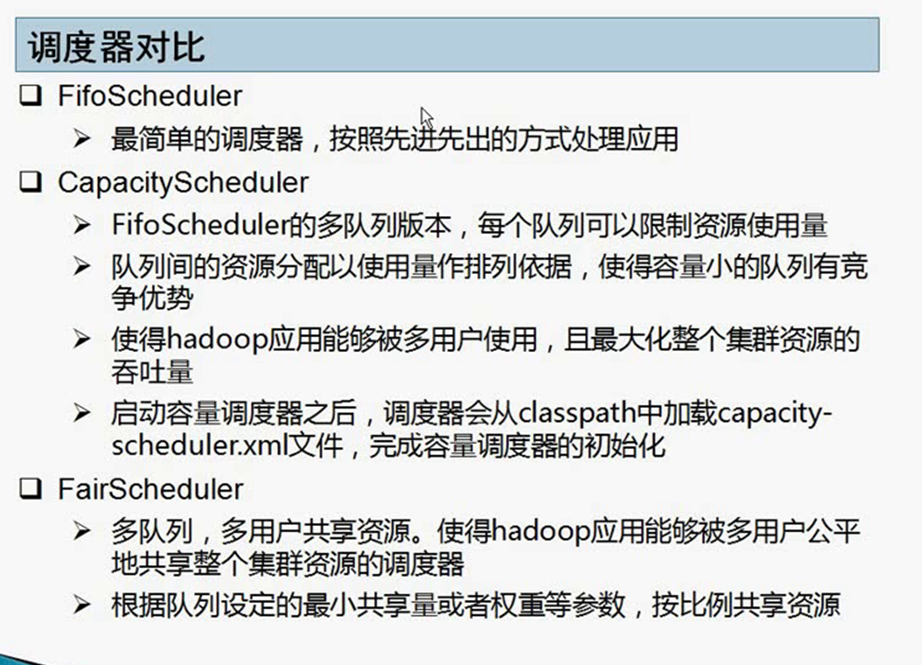 调度器对比
FifoScheduler
最简单的调度器，按照先进先出的方式处理应用
CapacityScheduler
FifoScheduler的多队列版本，每个队列可以限制资源使用量
队列间的资源分配以使用量作排列依据，使得容量小的队列有竞
争优势
使得hadoop应用能够被多用户使用，且最大化整个集群资源的
吞吐量
启动容量调度器之后，调度器会从classpath中加载capacity-
scheduler.xml文件，完成容量调度器的初始化
FairScheduler
多队列，多用户共享资源。使得hadoop应用能够被多用户公平
地共享整个集群资源的调度器
根据队列设定的最小共享量或者权重等参数，按比例共享资源